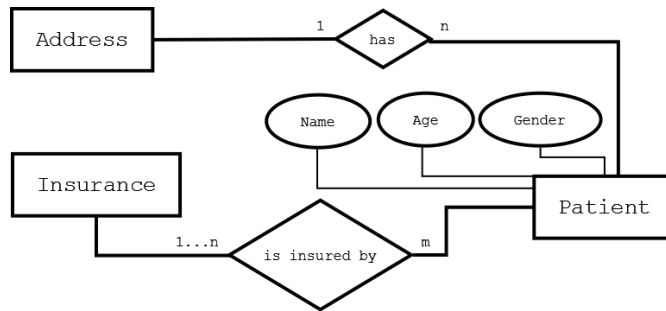 Address
1
has
n
Name
Age
Gender
Insurance
Patient
1...n
is insured by
m